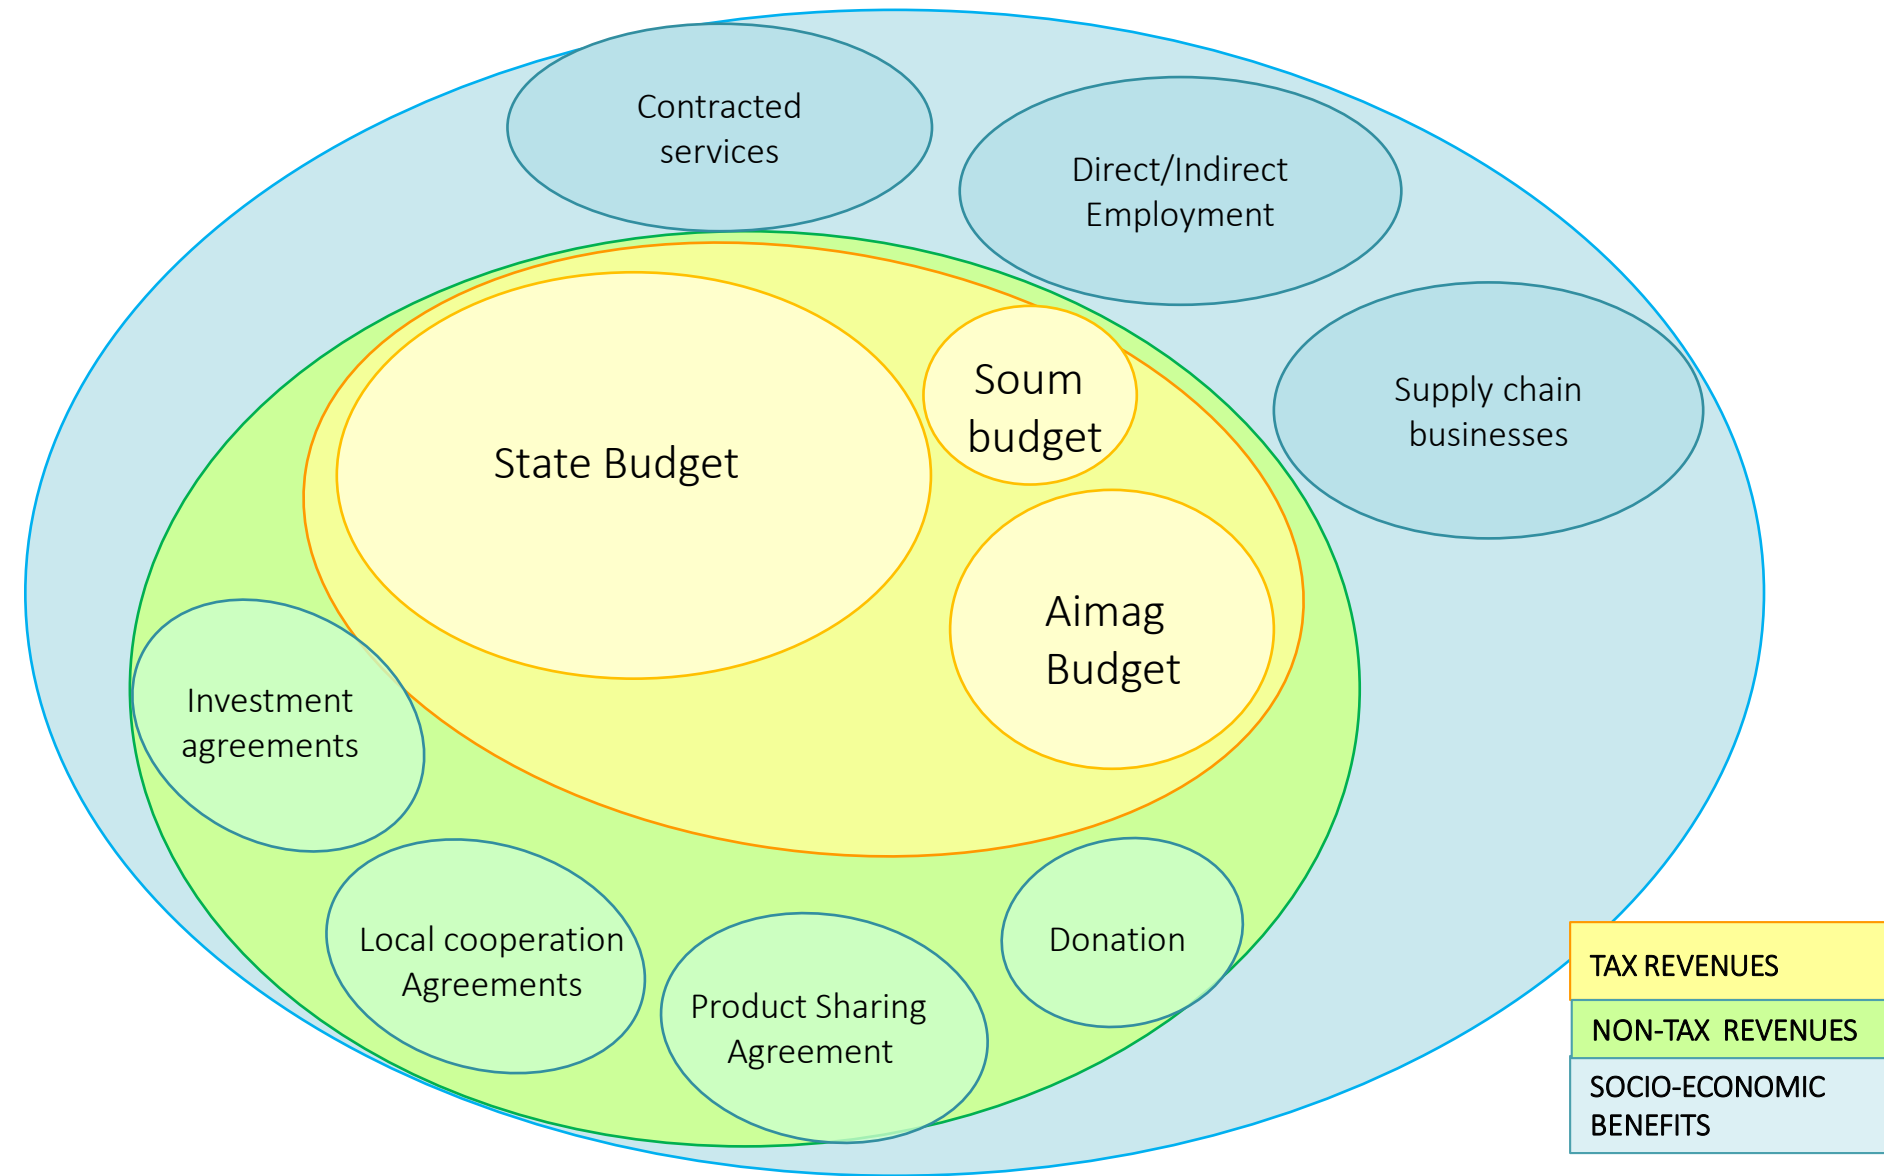 Contracted
services
Direct/Indirect
Employment
Supply chain
businesses
Soum
budget
State Budget
Aimag
Budget
Investment
agreements
Local cooperation
Agreements
Product Sharing
Agreement
Donation
TAX REVENUES
NON-TAX REVENUES
SOCIO-ECONOMIC
BENEFITS